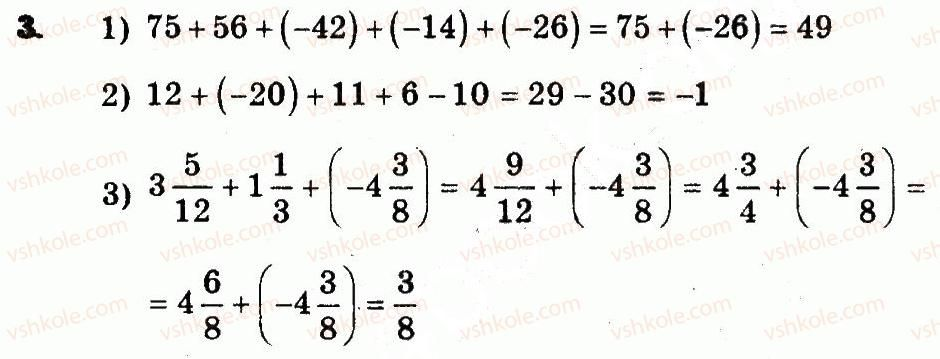 3. 1) 75 + 56 + (−42) + (−14) + (−26) = 75 + (−26) = 49
2) 12 + (−20) + 11 + 6 − 10 = 29 − 30 = −1
3) 3 5/12 + 1 1/3 + (−4 3/8) = 4 9/12 + (−4 3/8) = 4 3/4 + (−4 3/8) =
= 4 6/8 + (−4 3/8) = 3/8
vshkole.com